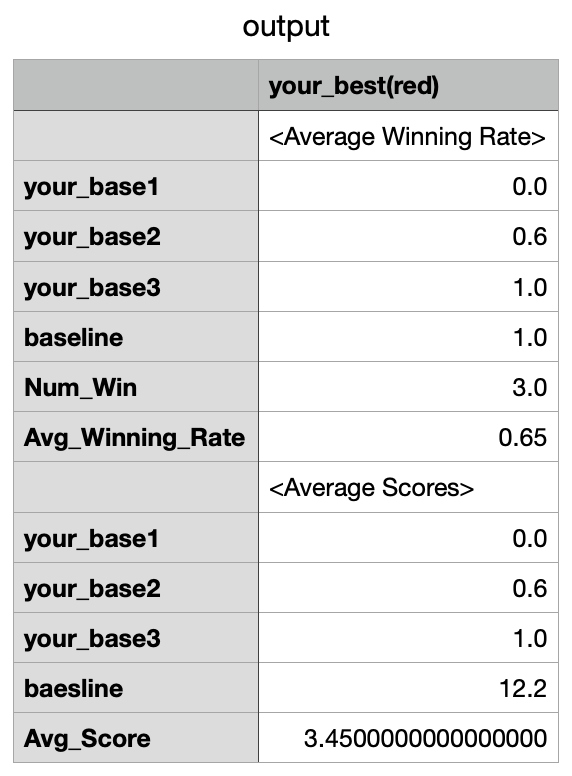 output
your_best(red)
<Average Winning Rate>
your_base1 0.0
your_base2 0.6
your_base3 1.0
baseline 1.0
Num_Win 3.0
Avg_Winning_Rate 0.65
<Average Scores>
your_base1 0.0
your_base2 0.6
your_base3 1.0
baesline 12.2
Avg_Score 3.4500000000000000